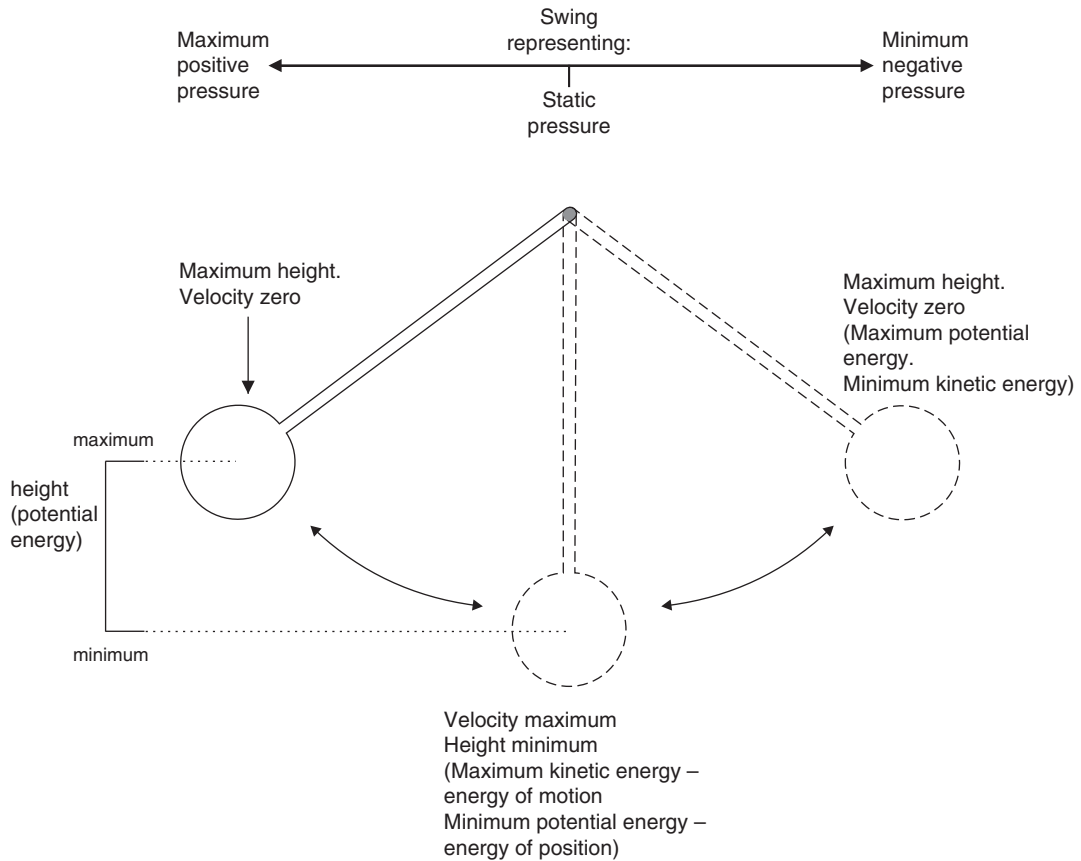 Swing
representing:
Maximum
positive
pressure
Minimum
negative
pressure
Static
pressure
Maximum height.
Velocity zero
Maximum height.
Velocity zero
(Maximum potential
energy.
Minimum kinetic energy)
maximum
height
(potential
energy)
minimum
Velocity maximum
Height minimum
(Maximum kinetic energy –
energy of motion
Minimum potential energy –
energy of position)